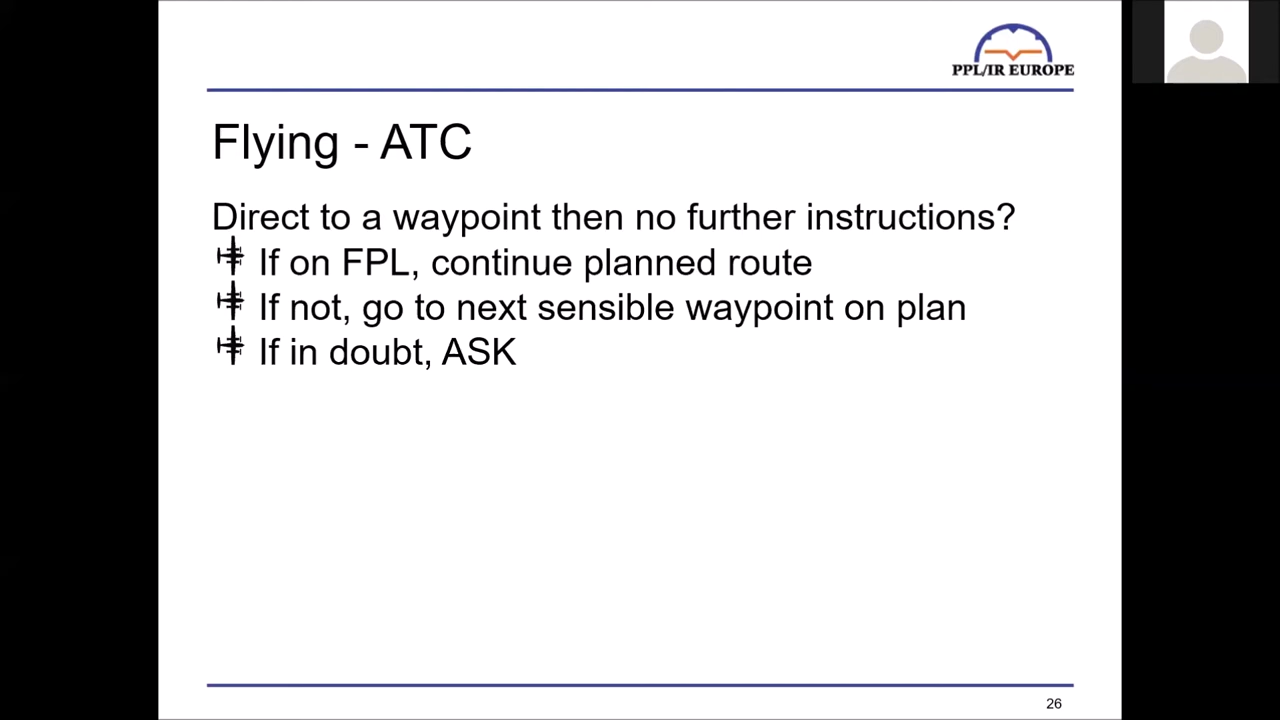 PPL/IR EUROPE
Flying - ATC
Direct to a waypoint then no further instructions?
If on FPL, continue planned route
If not, go to next sensible waypoint on plan
If in doubt, ASK
26